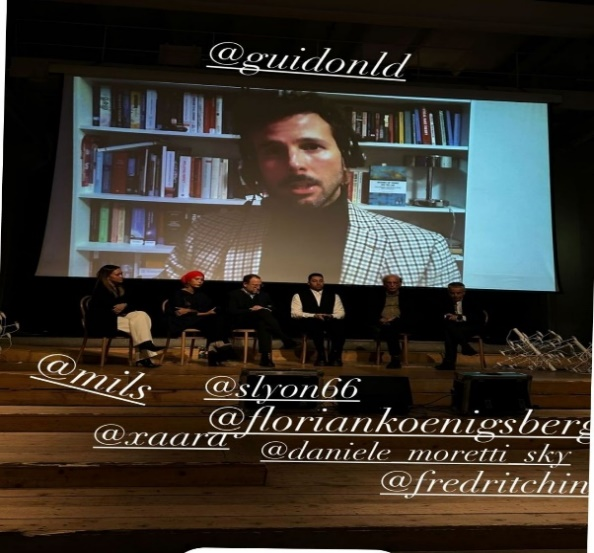 @guidonld
@mils
@slyon66
@floriankoenigsberg
@xaara
@daniele_moretti_sky
@fredritchin